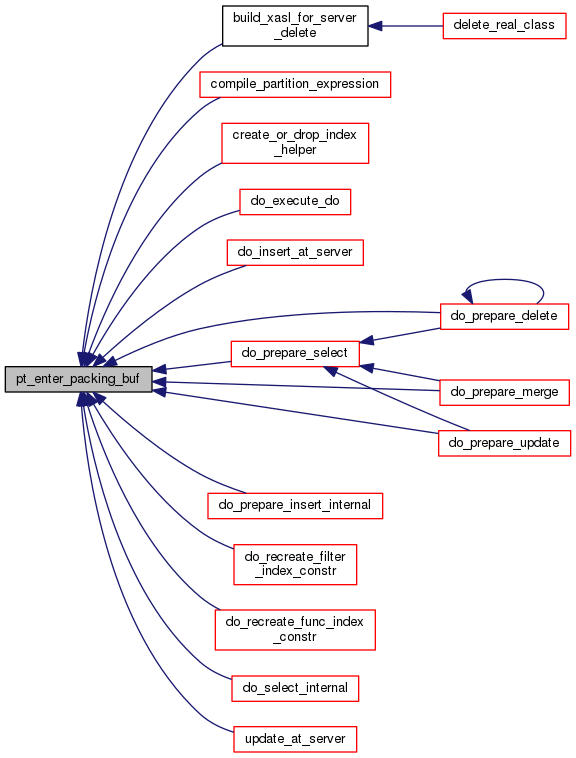 build_xasl_for_server
_delete
delete_real_class
compile_partition_expression
create_or_drop_index
_helper
do_execute_do
do_insert_at_server
do_prepare_delete
do_prepare_select
pt_enter_packing_buf
do_prepare_merge
do_prepare_update
do_prepare_insert_internal
do_recreate_filter
_index_constr
do_recreate_func_index
_constr
do_select_internal
update_at_server